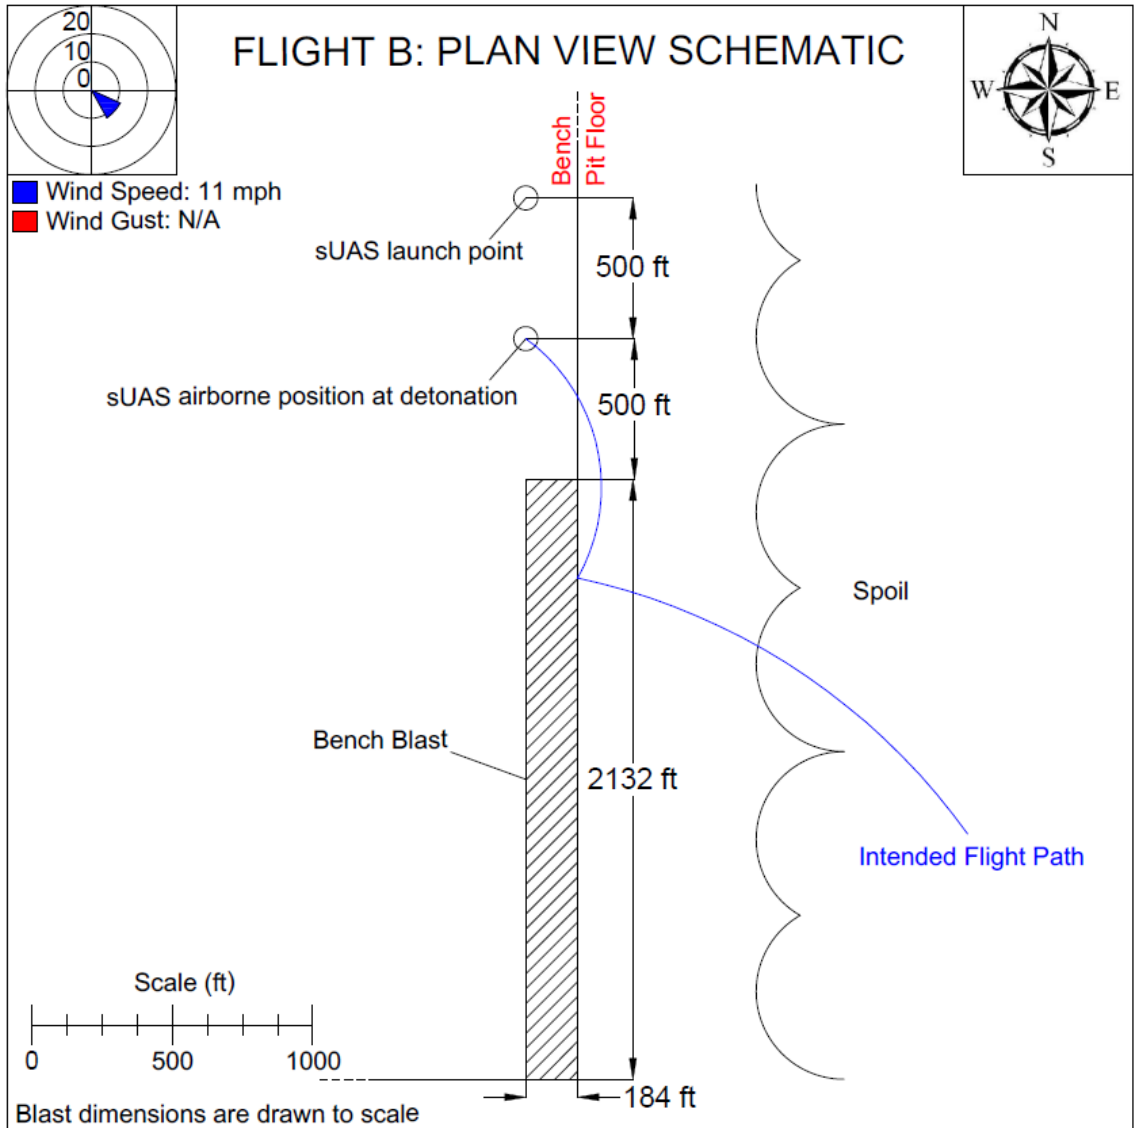 20
10
0
FLIGHT B: PLAN VIEW SCHEMATIC
N
W
E
S
Wind Speed: 11 mph
Wind Gust: N/A
Bench
Pit Floor
sUAS launch point
500 ft
sUAS airborne position at detonation
500 ft
Spoil
Bench Blast
2132 ft
Intended Flight Path
Scale (ft)
0
500
1000
184 ft
Blast dimensions are drawn to scale